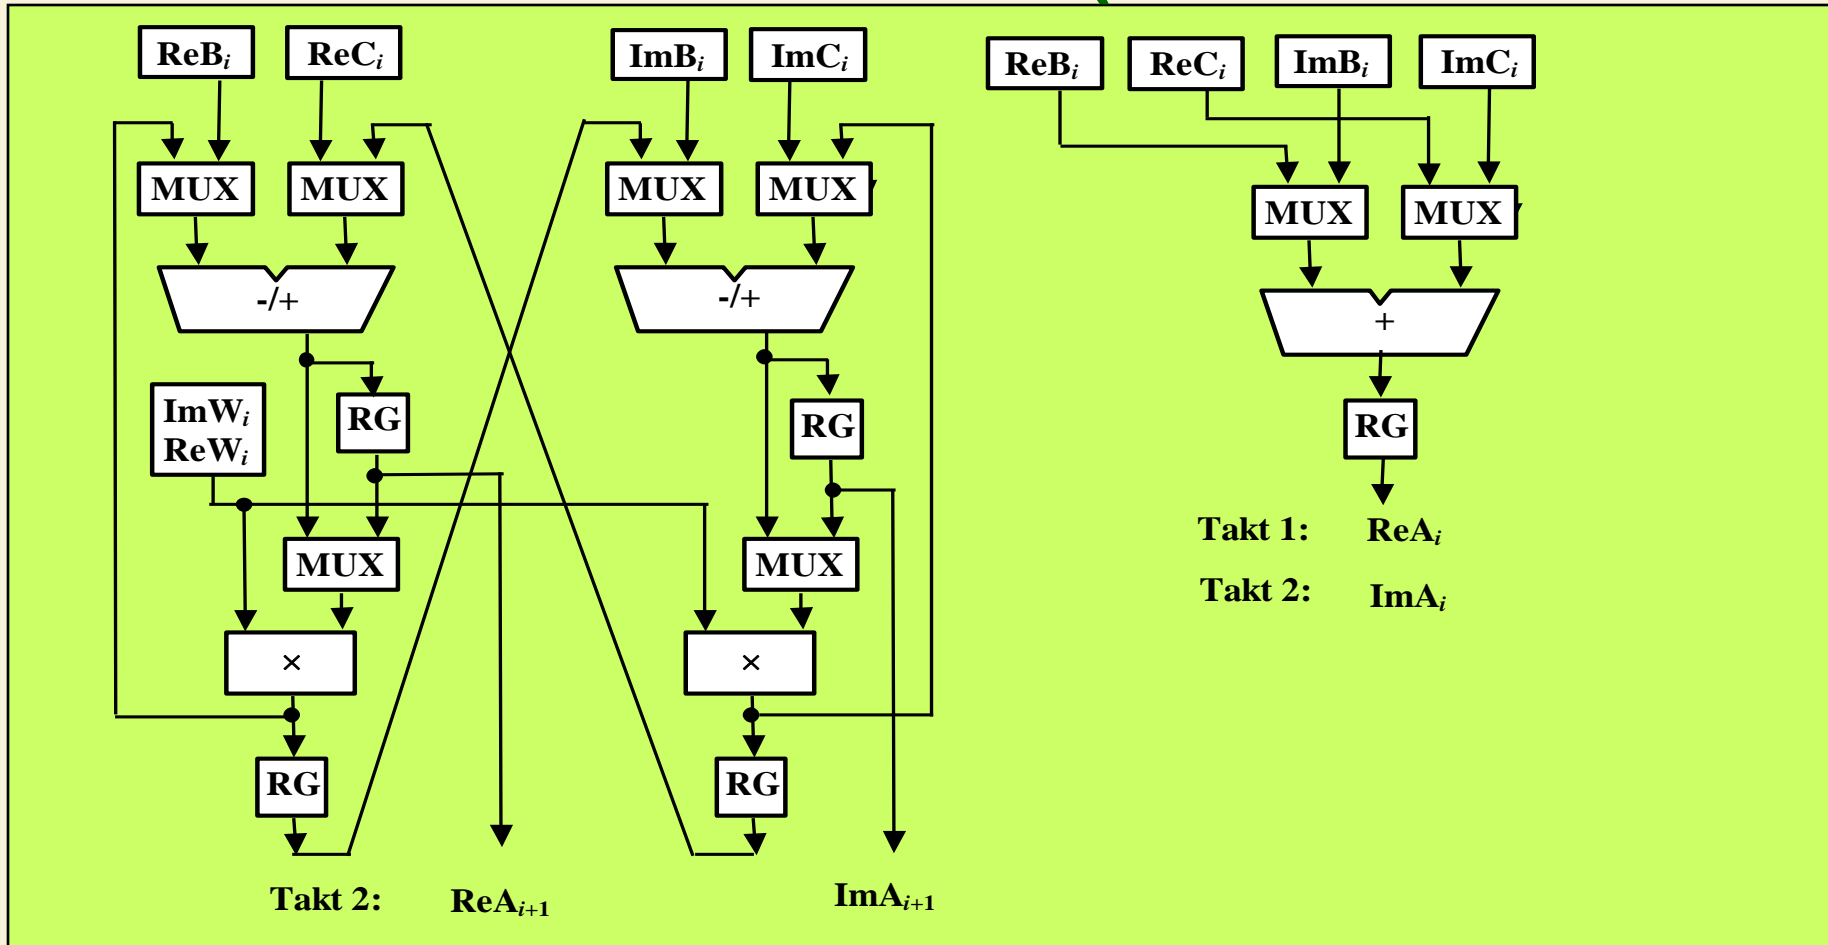 ReBᵢ ReCᵢ ImBᵢ ImCᵢ
ReBᵢ ReCᵢ ImBᵢ ImCᵢ
MUX MUX MUX MUX
MUX MUX
-/+ -/+
+
ImWᵢ
ReWᵢ
RG RG
RG
Takt 1: ReAᵢ
MUX MUX
Takt 2: ImAᵢ
× ×
RG RG
Takt 2: ReAᵢ₊₁ ImAᵢ₊₁